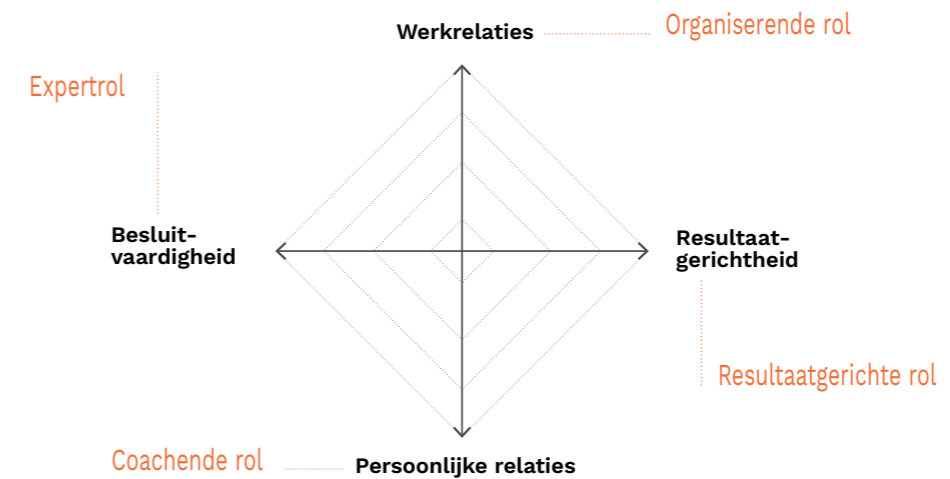 Werkrelaties
Organiserende rol
Expertrol
Besluit-
vaardigheid
Resultaat-
gerichtheid
Resultaatgerichte rol
Coachende rol
Persoonlijke relaties